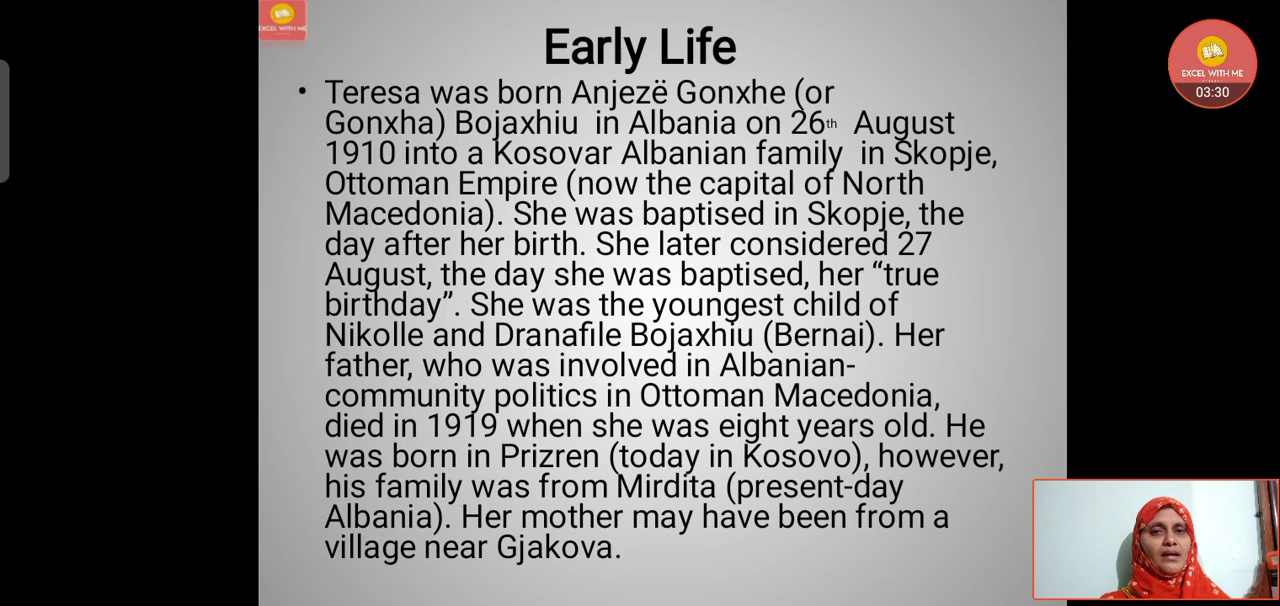 EXCEL WITH ME
Early Life
• Teresa was born Anjezë Gonxhe (or
Gonxha) Bojaxhiu in Albania on 26th August
1910 into a Kosovar Albanian family in Skopje,
Ottoman Empire (now the capital of North
Macedonia). She was baptised in Skopje, the
day after her birth. She later considered 27
August, the day she was baptised, her “true
birthday”. She was the youngest child of
Nikolle and Dranafile Bojaxhiu (Bernai). Her
father, who was involved in Albanian-
community politics in Ottoman Macedonia,
died in 1919 when she was eight years old. He
was born in Prizren (today in Kosovo), however,
his family was from Mirdita (present-day
Albania). Her mother may have been from a
village near Gjakova.
EXCEL WITH ME
03:30